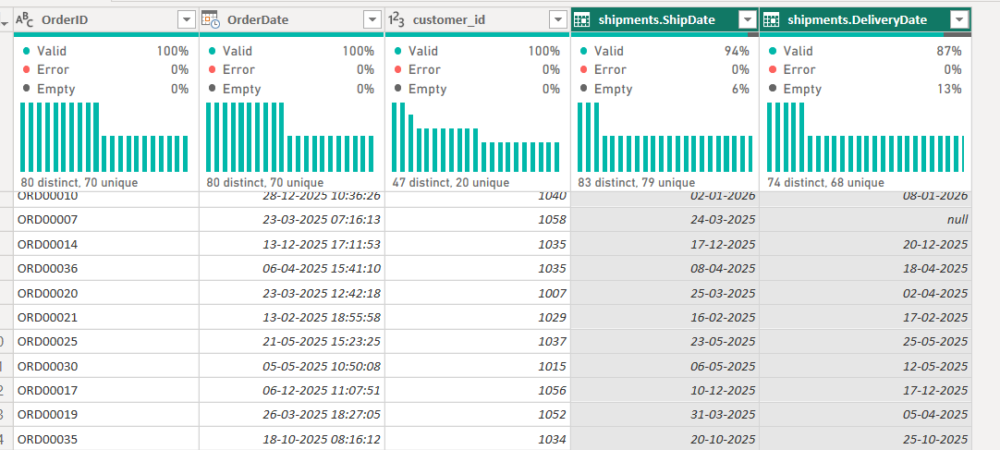 OrderID OrderDate 123 customer_id shipments.ShipDate shipments.DeliveryDate
Valid 100% Valid 100% Valid 100% Valid 94% Valid 87%
Error 0% Error 0% Error 0% Error 0% Error 0%
Empty 0% Empty 0% Empty 0% Empty 6% Empty 13%
80 distinct, 70 unique 80 distinct, 70 unique 47 distinct, 20 unique 83 distinct, 79 unique 74 distinct, 68 unique
ORD00010 28-12-2025 10:36:26 1040 02-01-2026 08-01-2026
ORD00007 23-03-2025 07:16:13 1058 24-03-2025 null
ORD00014 13-12-2025 17:11:53 1035 17-12-2025 20-12-2025
ORD00036 06-04-2025 15:41:10 1035 08-04-2025 18-04-2025
ORD00020 23-03-2025 12:42:18 1007 25-03-2025 02-04-2025
ORD00021 13-02-2025 18:55:58 1029 16-02-2025 17-02-2025
ORD00025 21-05-2025 15:23:25 1037 23-05-2025 25-05-2025
ORD00030 05-05-2025 10:50:08 1015 06-05-2025 12-05-2025
ORD00017 06-12-2025 11:07:51 1056 10-12-2025 17-12-2025
ORD00019 26-03-2025 18:27:05 1052 31-03-2025 05-04-2025
ORD00035 18-10-2025 08:16:12 1034 20-10-2025 25-10-2025